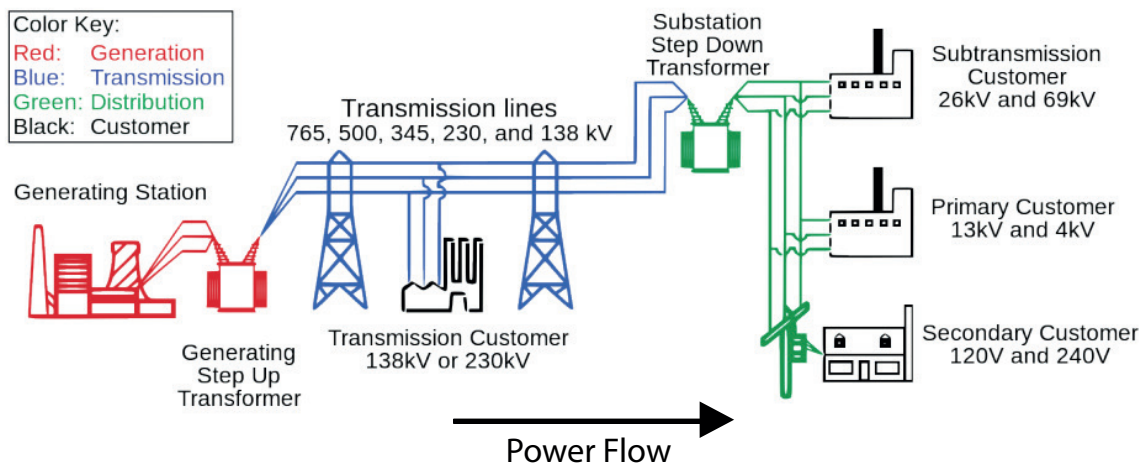 Color Key:
Red: Generation
Blue: Transmission
Green: Distribution
Black: Customer
Substation
Step Down
Transformer
Subtransmission
Customer
26kV and 69kV
Transmission lines
765, 500, 345, 230, and 138 kV
Generating Station
Primary Customer
13kV and 4kV
Transmission Customer
138kV or 230kV
Generating
Step Up
Transformer
Secondary Customer
120V and 240V
Power Flow